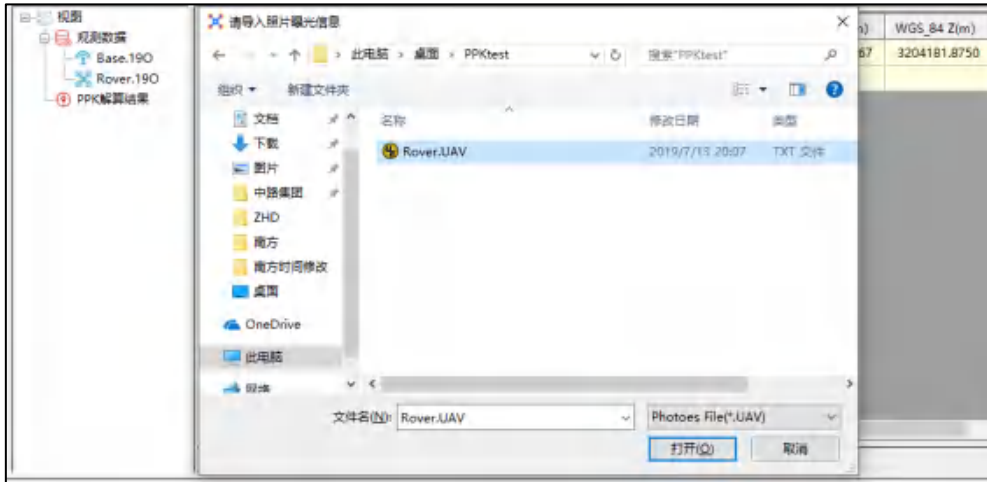 视图
观测数据
Base.19O
Rover.19O
PPK解算结果
请导入照片曝光信息
此电脑 > 桌面 > PPKtest
搜索"PPKtest"
组织 新建文件夹
名称 修改日期 类型
Rover.UAV 2019/7/13 20:07 TXT 文件
文档
下载
图片
中路集团
ZHD
南方
南方时间修改
桌面
OneDrive
此电脑
网络
文件名(N): Rover.UAV
Photoes File(*.UAV)
打开(O) 取消
WGS_84 Z(m)
67 3204181.8750